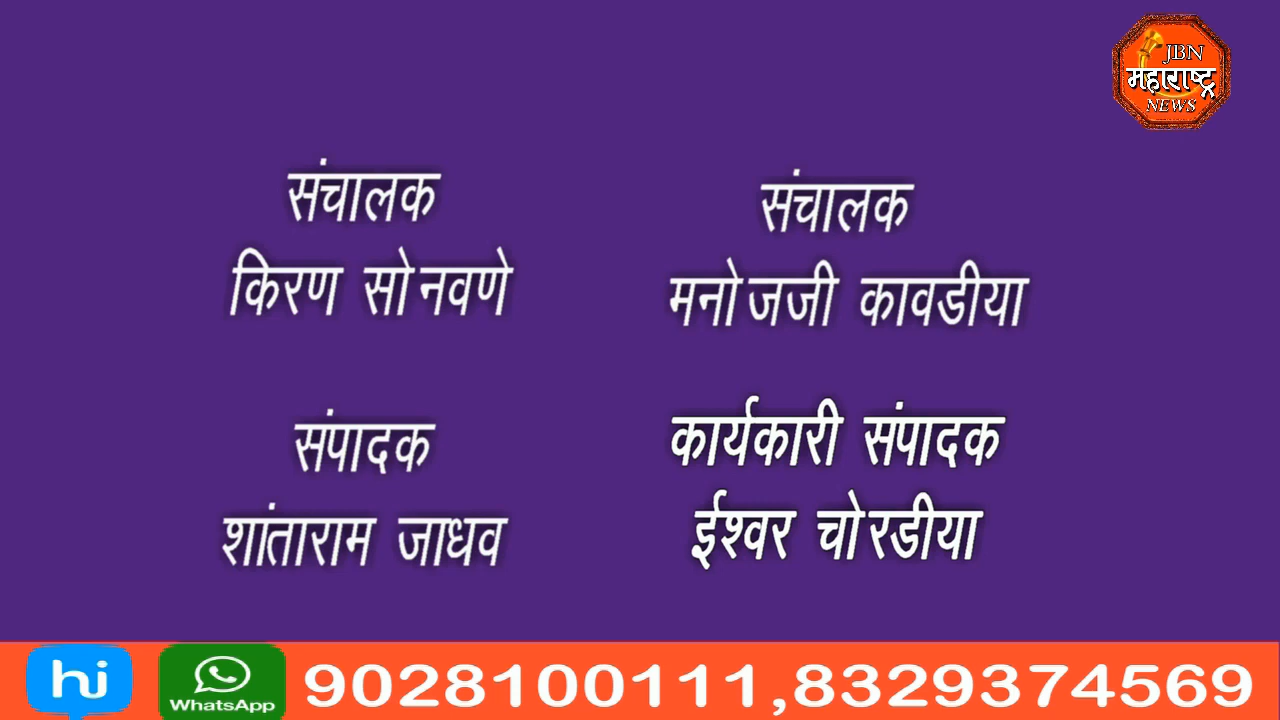 JBN
महाराष्ट्र
NEWS
संचालक
किरण सोनवणे
संचालक
मनोजजी कावडीया
संपादक
शांताराम जाधव
कार्यकारी संपादक
ईश्वर चोरडीया
hi
WhatsApp
9028100111,8329374569